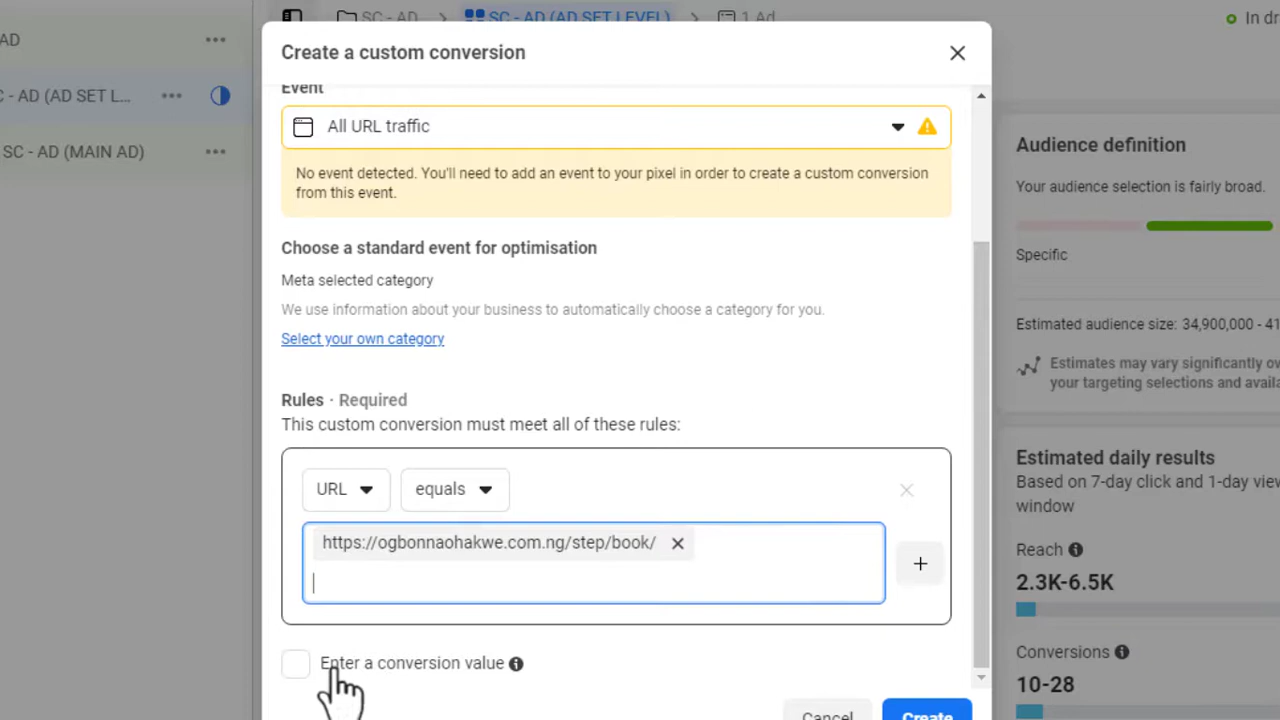 SC - AD
SC - AD (AD SET LEVEL)
1 Ad
In dr
AD
C - AD (AD SET L...
SC - AD (MAIN AD)
Create a custom conversion
Event
All URL traffic
No event detected. You'll need to add an event to your pixel in order to create a custom conversion
from this event.
Choose a standard event for optimisation
Meta selected category
We use information about your business to automatically choose a category for you.
Select your own category
Rules · Required
This custom conversion must meet all of these rules:
URL
equals
https://ogbonnaohakwe.com.ng/step/book/
Enter a conversion value
Cancel
Create
Audience definition
Your audience selection is fairly broad.
Specific
Estimated audience size: 34,900,000 - 41
Estimates may vary significantly ov
your targeting selections and availa
Estimated daily results
Based on 7-day click and 1-day view
window
Reach
2.3K-6.5K
Conversions
10-28